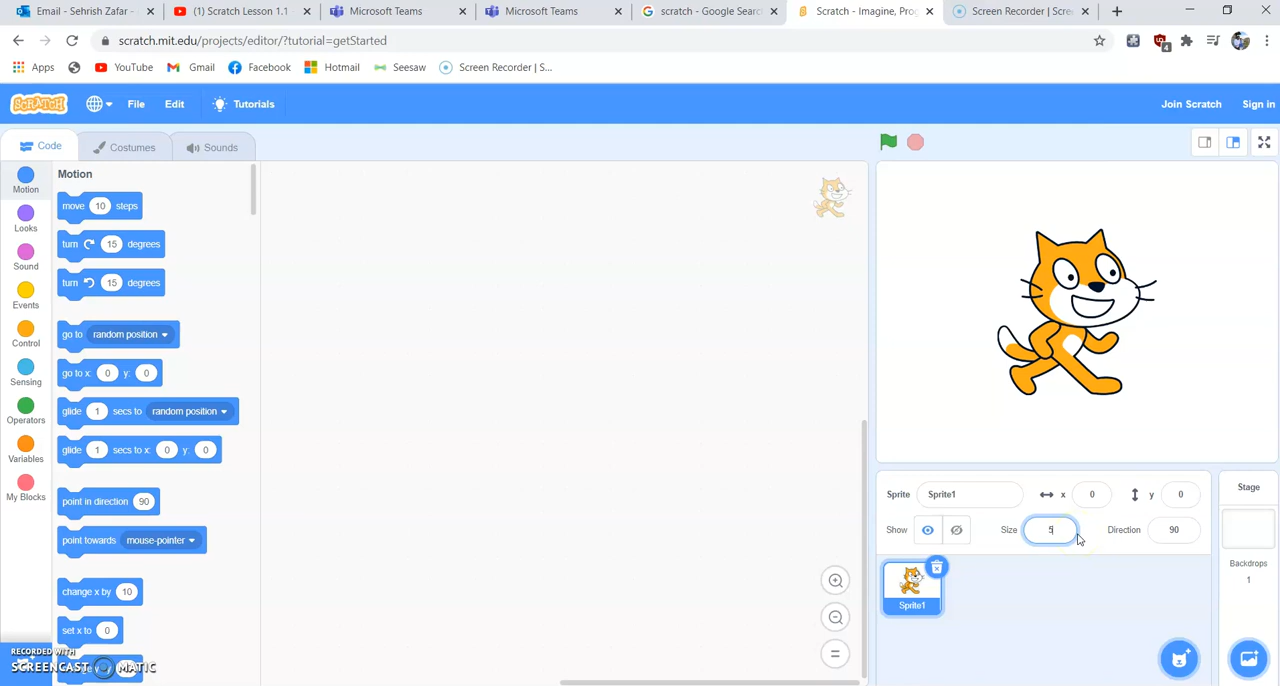 Email - Sehrish Zafar -
(1) Scratch Lesson 1.1
Microsoft Teams
Microsoft Teams
scratch - Google Searc
Scratch - Imagine, Prog
Screen Recorder | Scre
scratch.mit.edu/projects/editor/?tutorial=getStarted
4
Apps
YouTube
Gmail
Facebook
Hotmail
Seesaw
Screen Recorder | S...
SCRATCH
File
Edit
Tutorials
Join Scratch
Sign in
Code
Costumes
Sounds
Motion
Looks
Sound
Events
Control
Sensing
Operators
Variables
My Blocks
Motion
move 10 steps
turn 15 degrees
turn 15 degrees
go to random position
go to x: 0 y: 0
glide 1 secs to random position
glide 1 secs to x: 0 y: 0
point in direction 90
point towards mouse-pointer
change x by 10
set x to 0
RECORDED WITH
SCREENCAST MATIC
Sprite Sprite1 x 0 y 0
Show Size 5 Direction 90
Sprite1
Stage
Backdrops
1